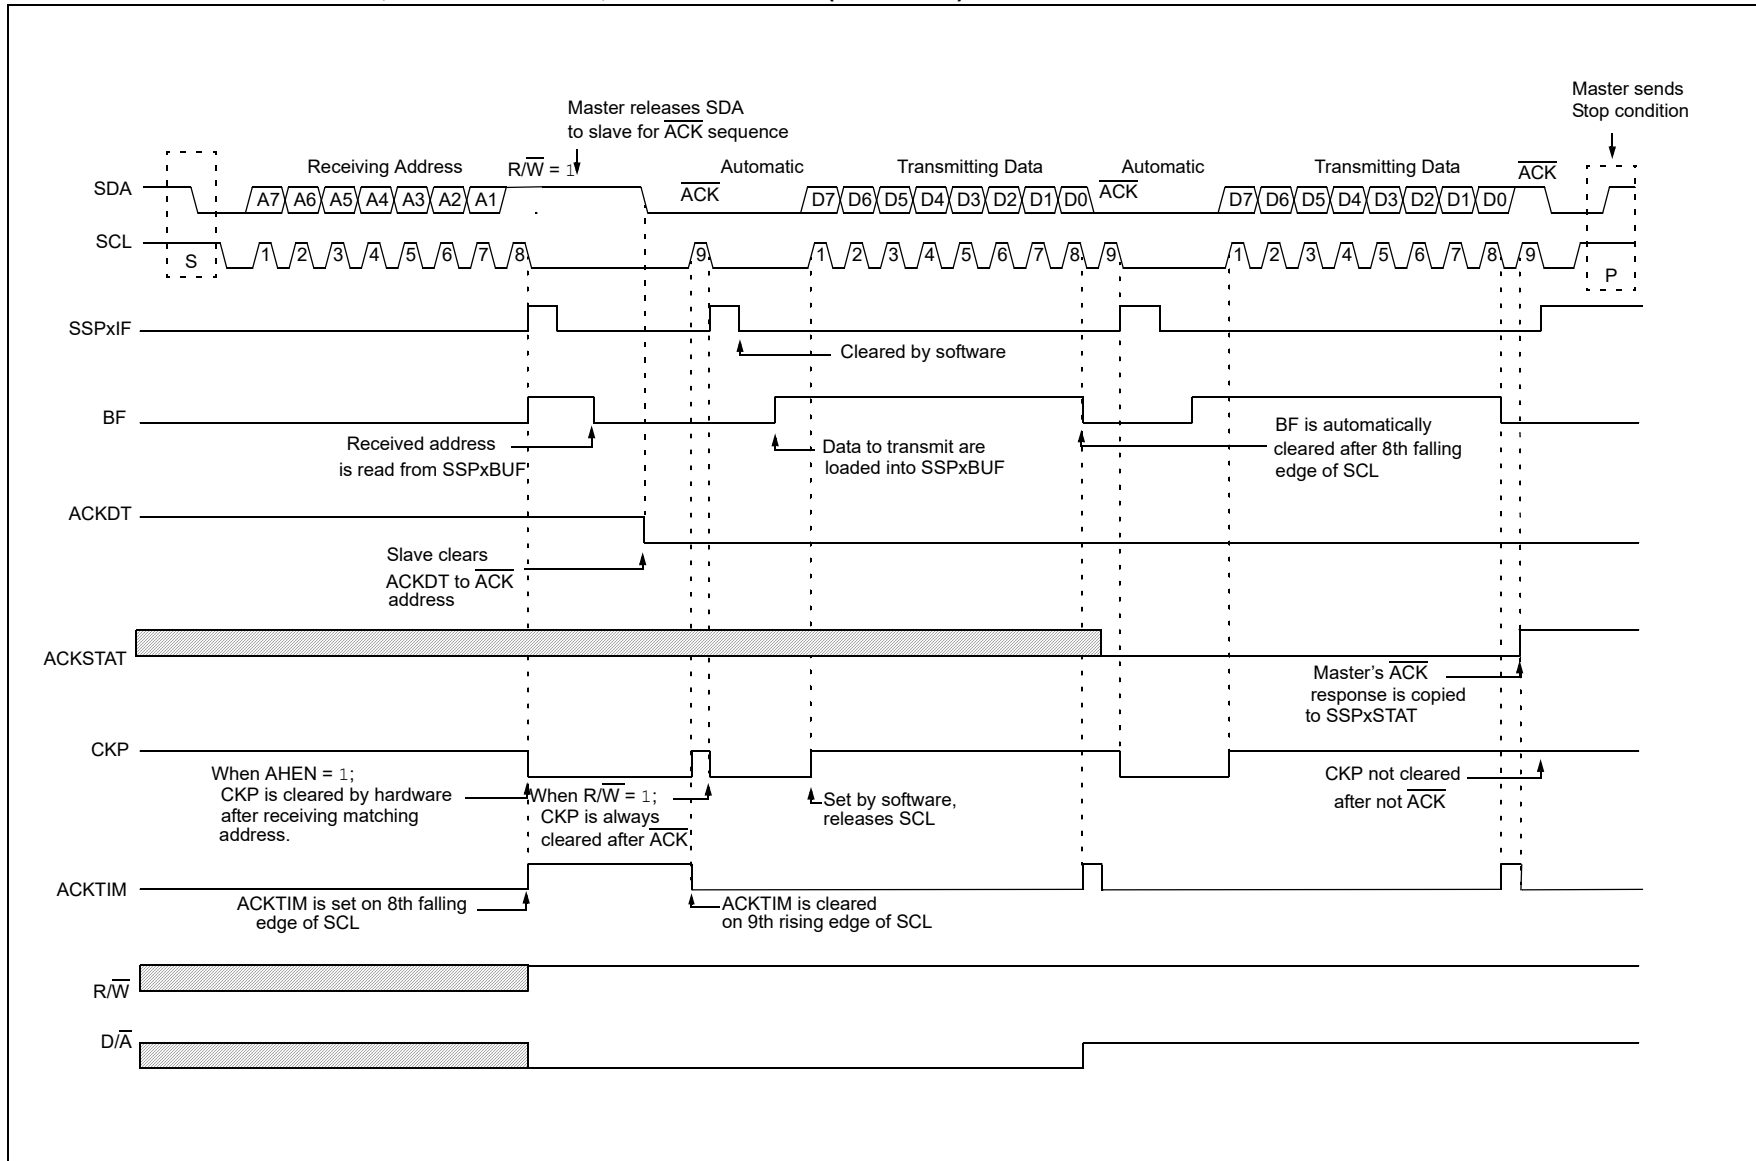 Master sends
Stop condition
Master releases SDA
to slave for ACK sequence
Receiving Address R/W = 1 Automatic Transmitting Data Automatic Transmitting Data ACK
SDA A7 A6 A5 A4 A3 A2 A1 ACK D7 D6 D5 D4 D3 D2 D1 D0 ACK D7 D6 D5 D4 D3 D2 D1 D0
SCL S 1 2 3 4 5 6 7 8 9 1 2 3 4 5 6 7 8 9 1 2 3 4 5 6 7 8 9 P
SSPxIF
Cleared by software
BF
Received address
is read from SSPxBUF
Data to transmit are
loaded into SSPxBUF
BF is automatically
cleared after 8th falling
edge of SCL
ACKDT
Slave clears
ACKDT to ACK
address
ACKSTAT
Master's ACK
response is copied
to SSPxSTAT
CKP
When AHEN = 1;
CKP is cleared by hardware
after receiving matching
address.
When R/W = 1;
CKP is always
cleared after ACK
Set by software,
releases SCL
CKP not cleared
after not ACK
ACKTIM
ACKTIM is set on 8th falling
edge of SCL
ACKTIM is cleared
on 9th rising edge of SCL
R/W
D/A